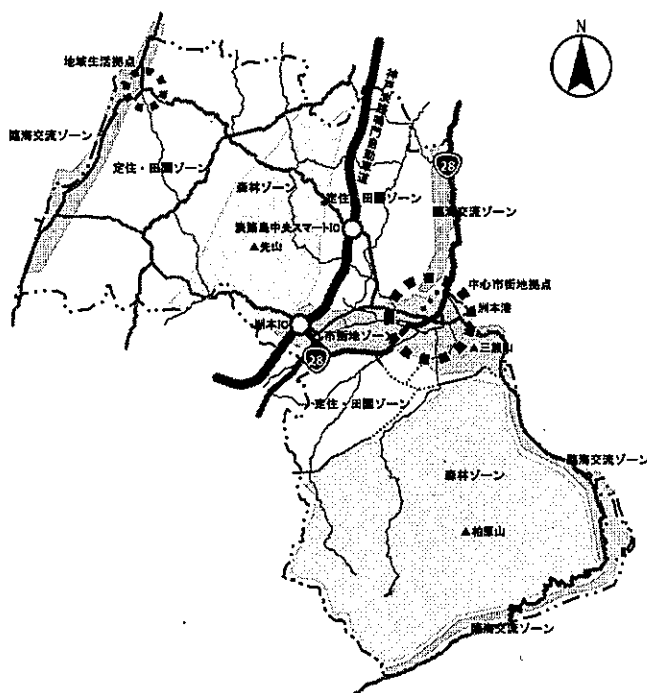 N
地域生活拠点
臨海交流ゾーン
定住・田園ゾーン
森林ゾーン
定住・田園ゾーン
28
臨海交流ゾーン
淡路島中央スマートIC
▲先山
中心市街地拠点
洲本港
洲本IC
市街地ゾーン
▲三熊山
28
定住・田園ゾーン
臨海交流ゾーン
森林ゾーン
▲柏原山
臨海交流ゾーン